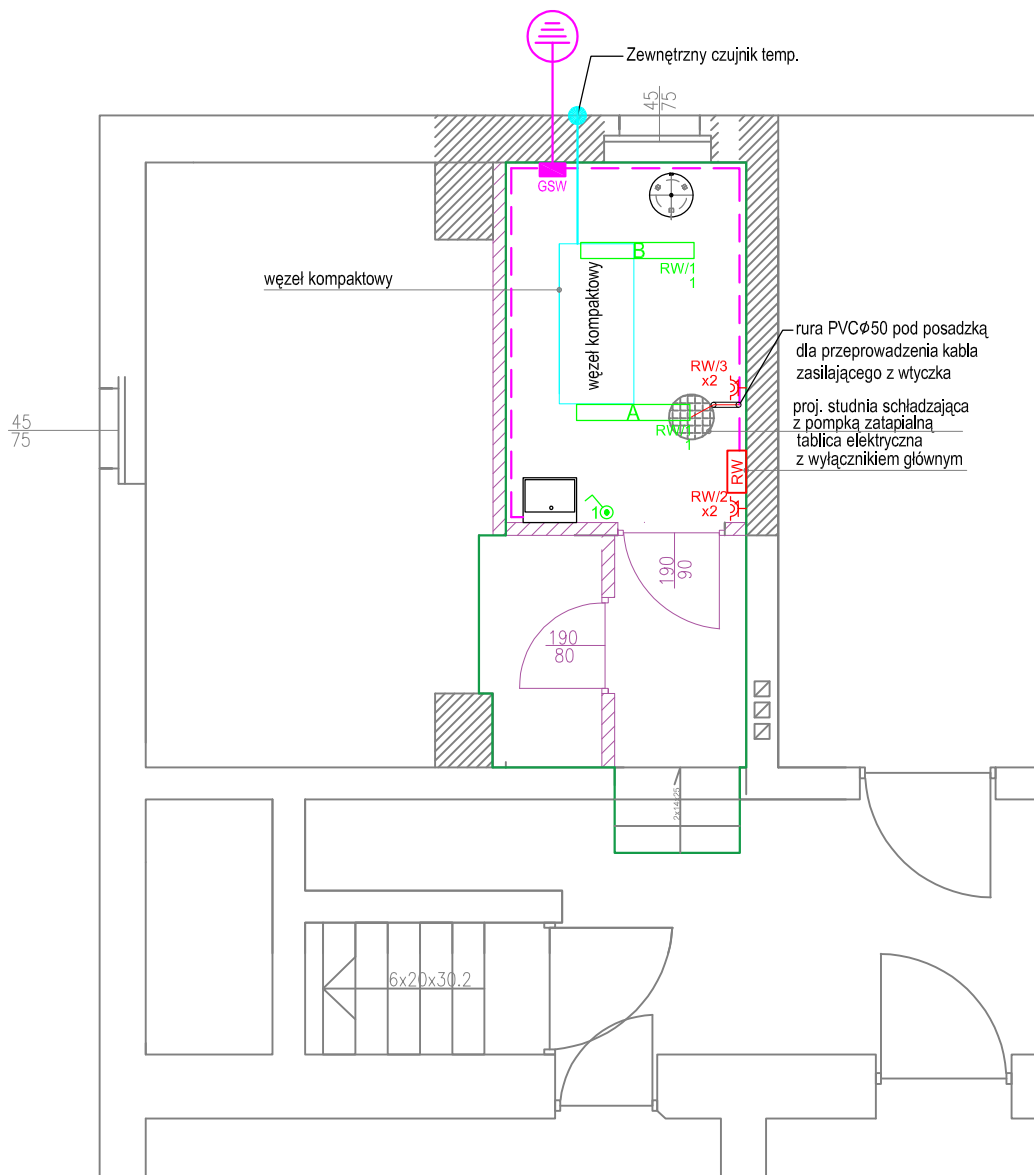 Zewnętrzny czujnik temp.
45
75
GSW
B
RW/1
1
węzeł kompaktowy
węzeł kompaktowy
rura PVCϕ50 pod posadzką
dla przeprowadzenia kabla
zasilającego z wtyczka
RW/3
x2
proj. studnia schładzająca
z pompką zatapialną
tablica elektryczna
z wyłącznikiem głównym
A
1
45
75
RW
RW/2
x2
1
190
90
190
80
2x14x25
6x20x30.2